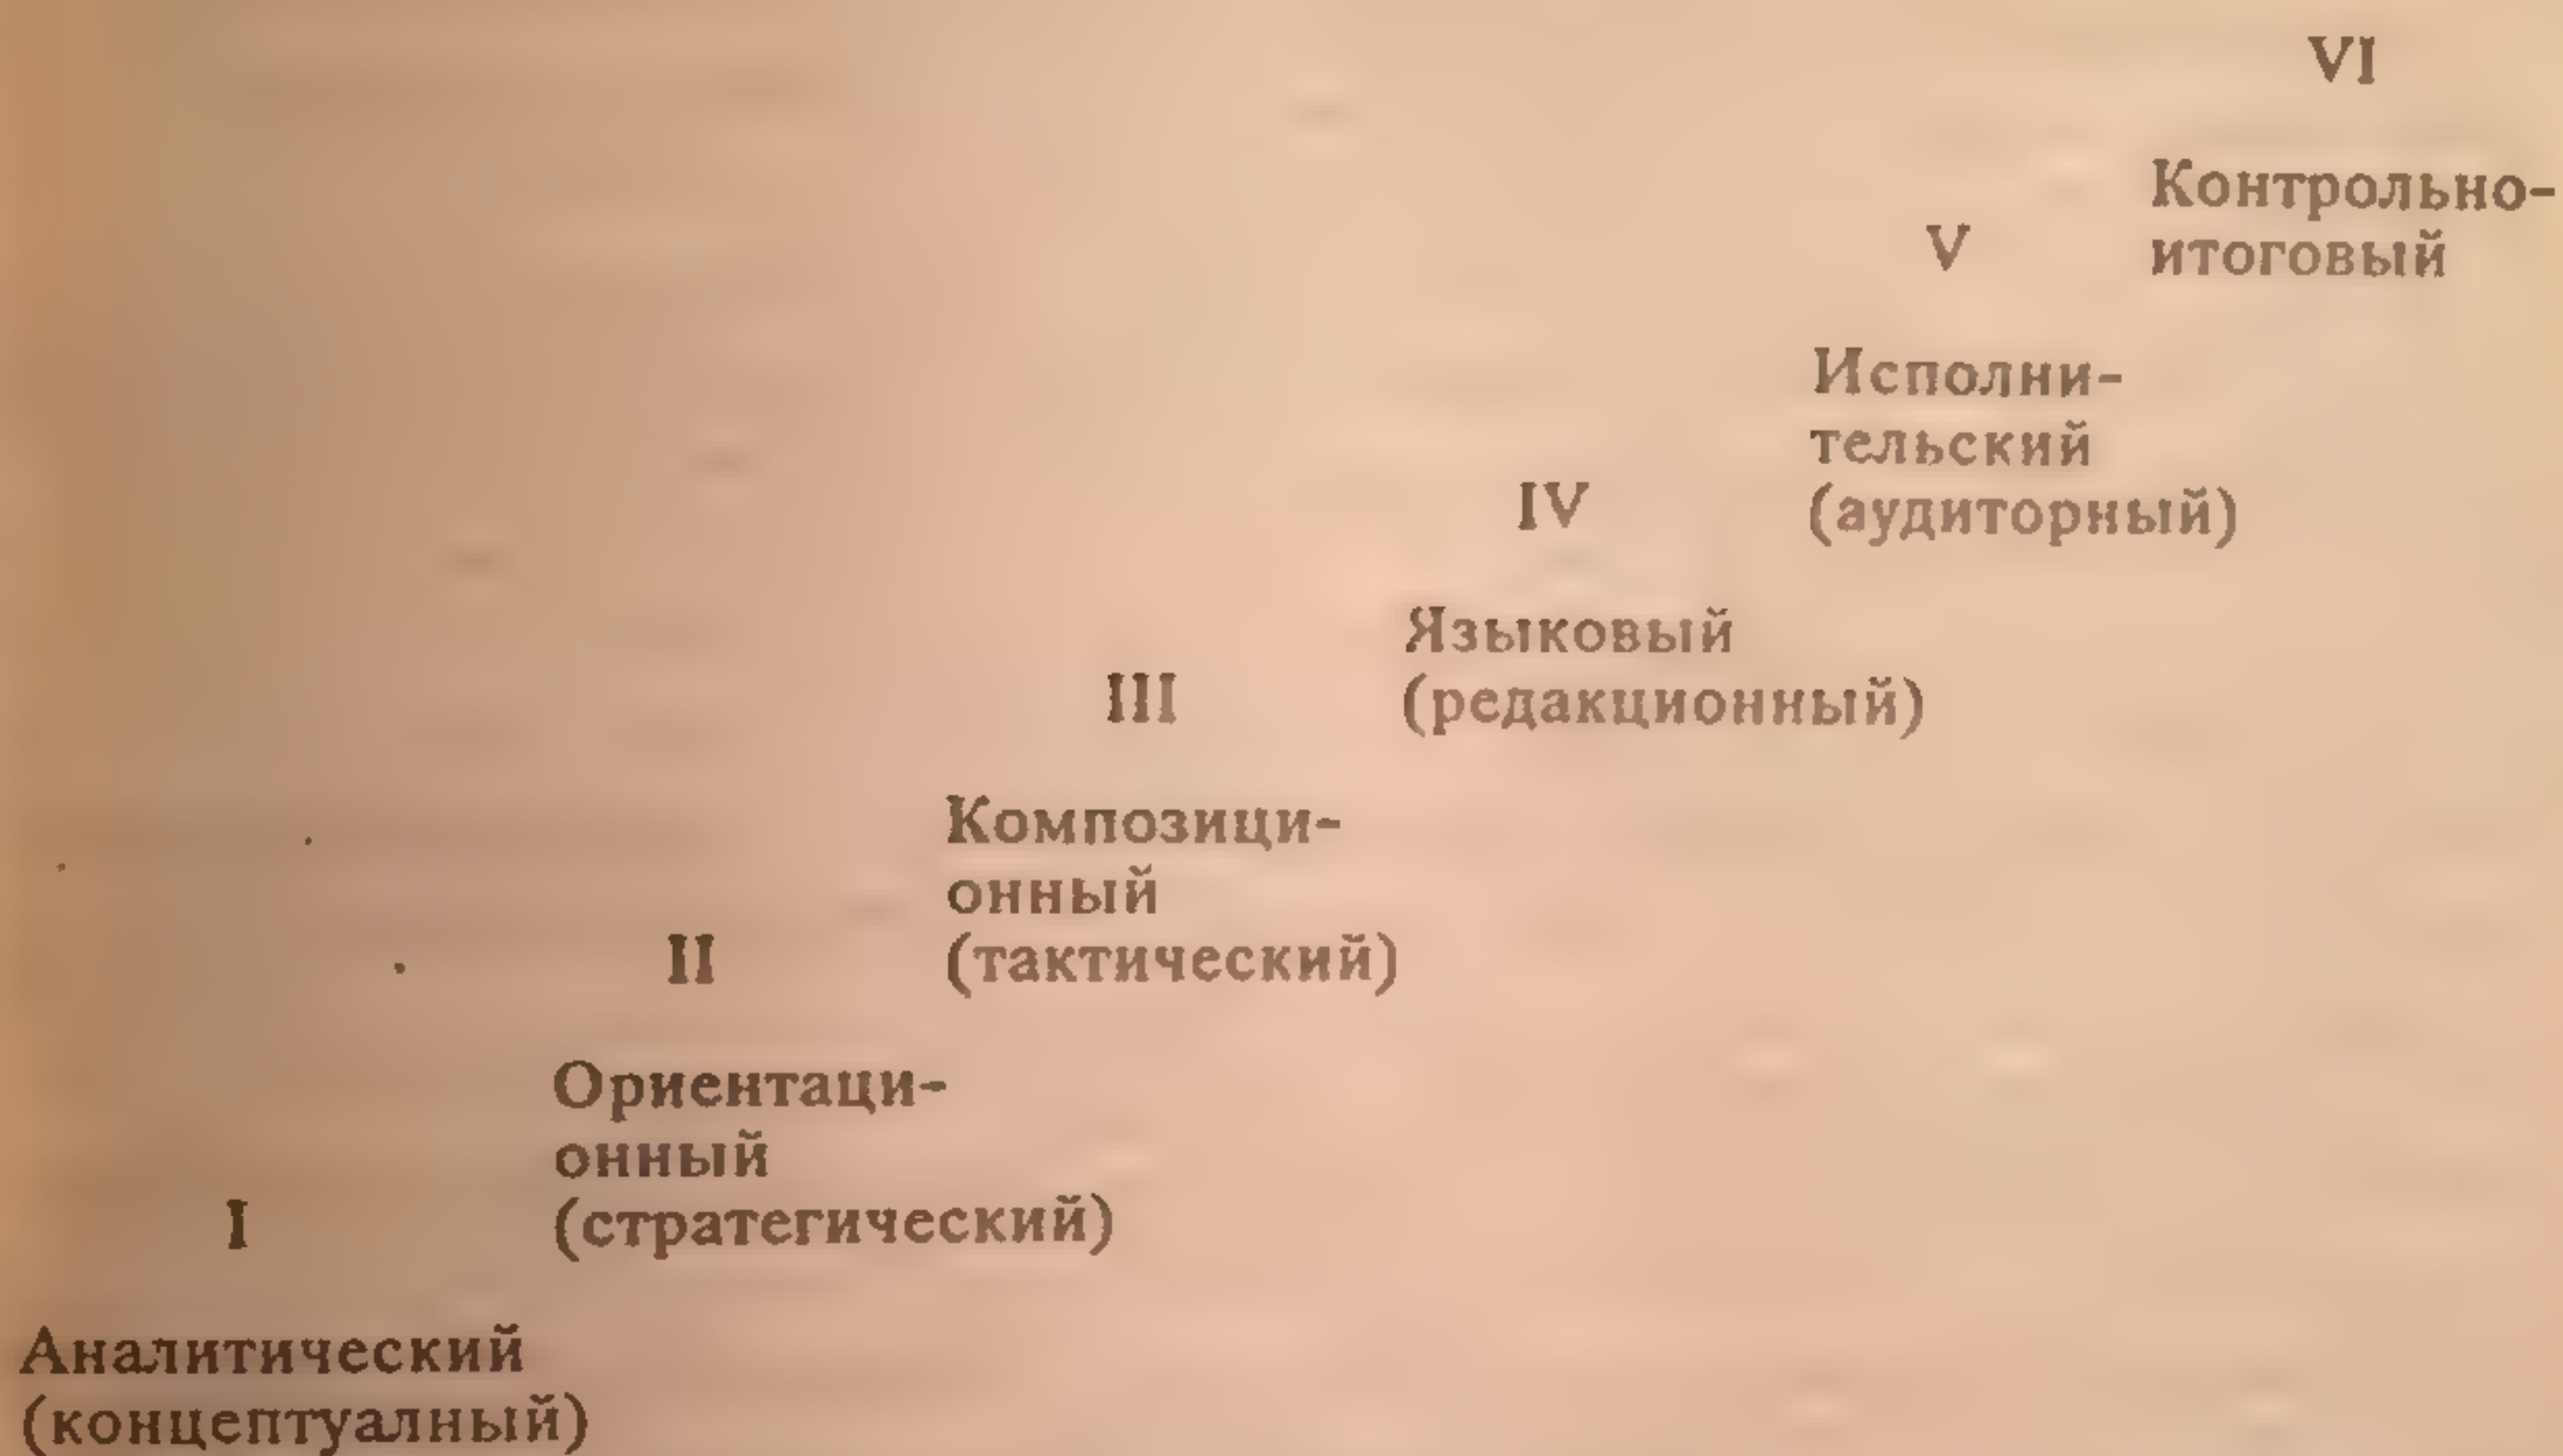 I
Аналитический
(концептуалный)
II
Ориентаци-
онный
(стратегический)
III
Композици-
онный
(тактический)
IV
Языковый
(редакционный)
V
Исполни-
тельский
(аудиторный)
VI
Контрольно-
итоговый